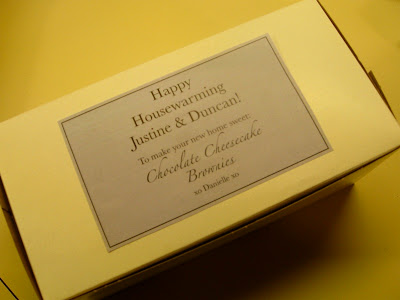 Happy
Housewarming
Justine & Duncan!
To make your new home sweet:
Chocolate Cheesecake
Brownies
xo Danielle xo